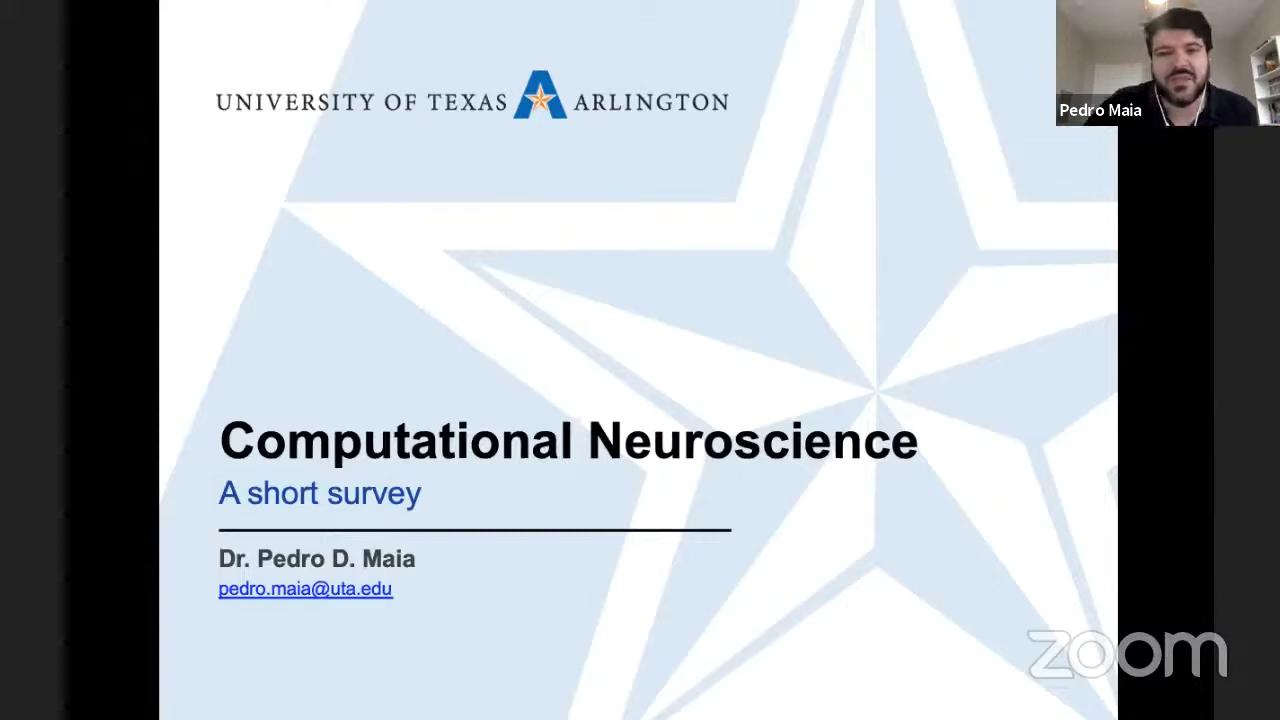 UNIVERSITY OF TEXAS A ARLINGTON
Pedro Maia
Computational Neuroscience
A short survey
Dr. Pedro D. Maia
pedro.maia@uta.edu
zoom